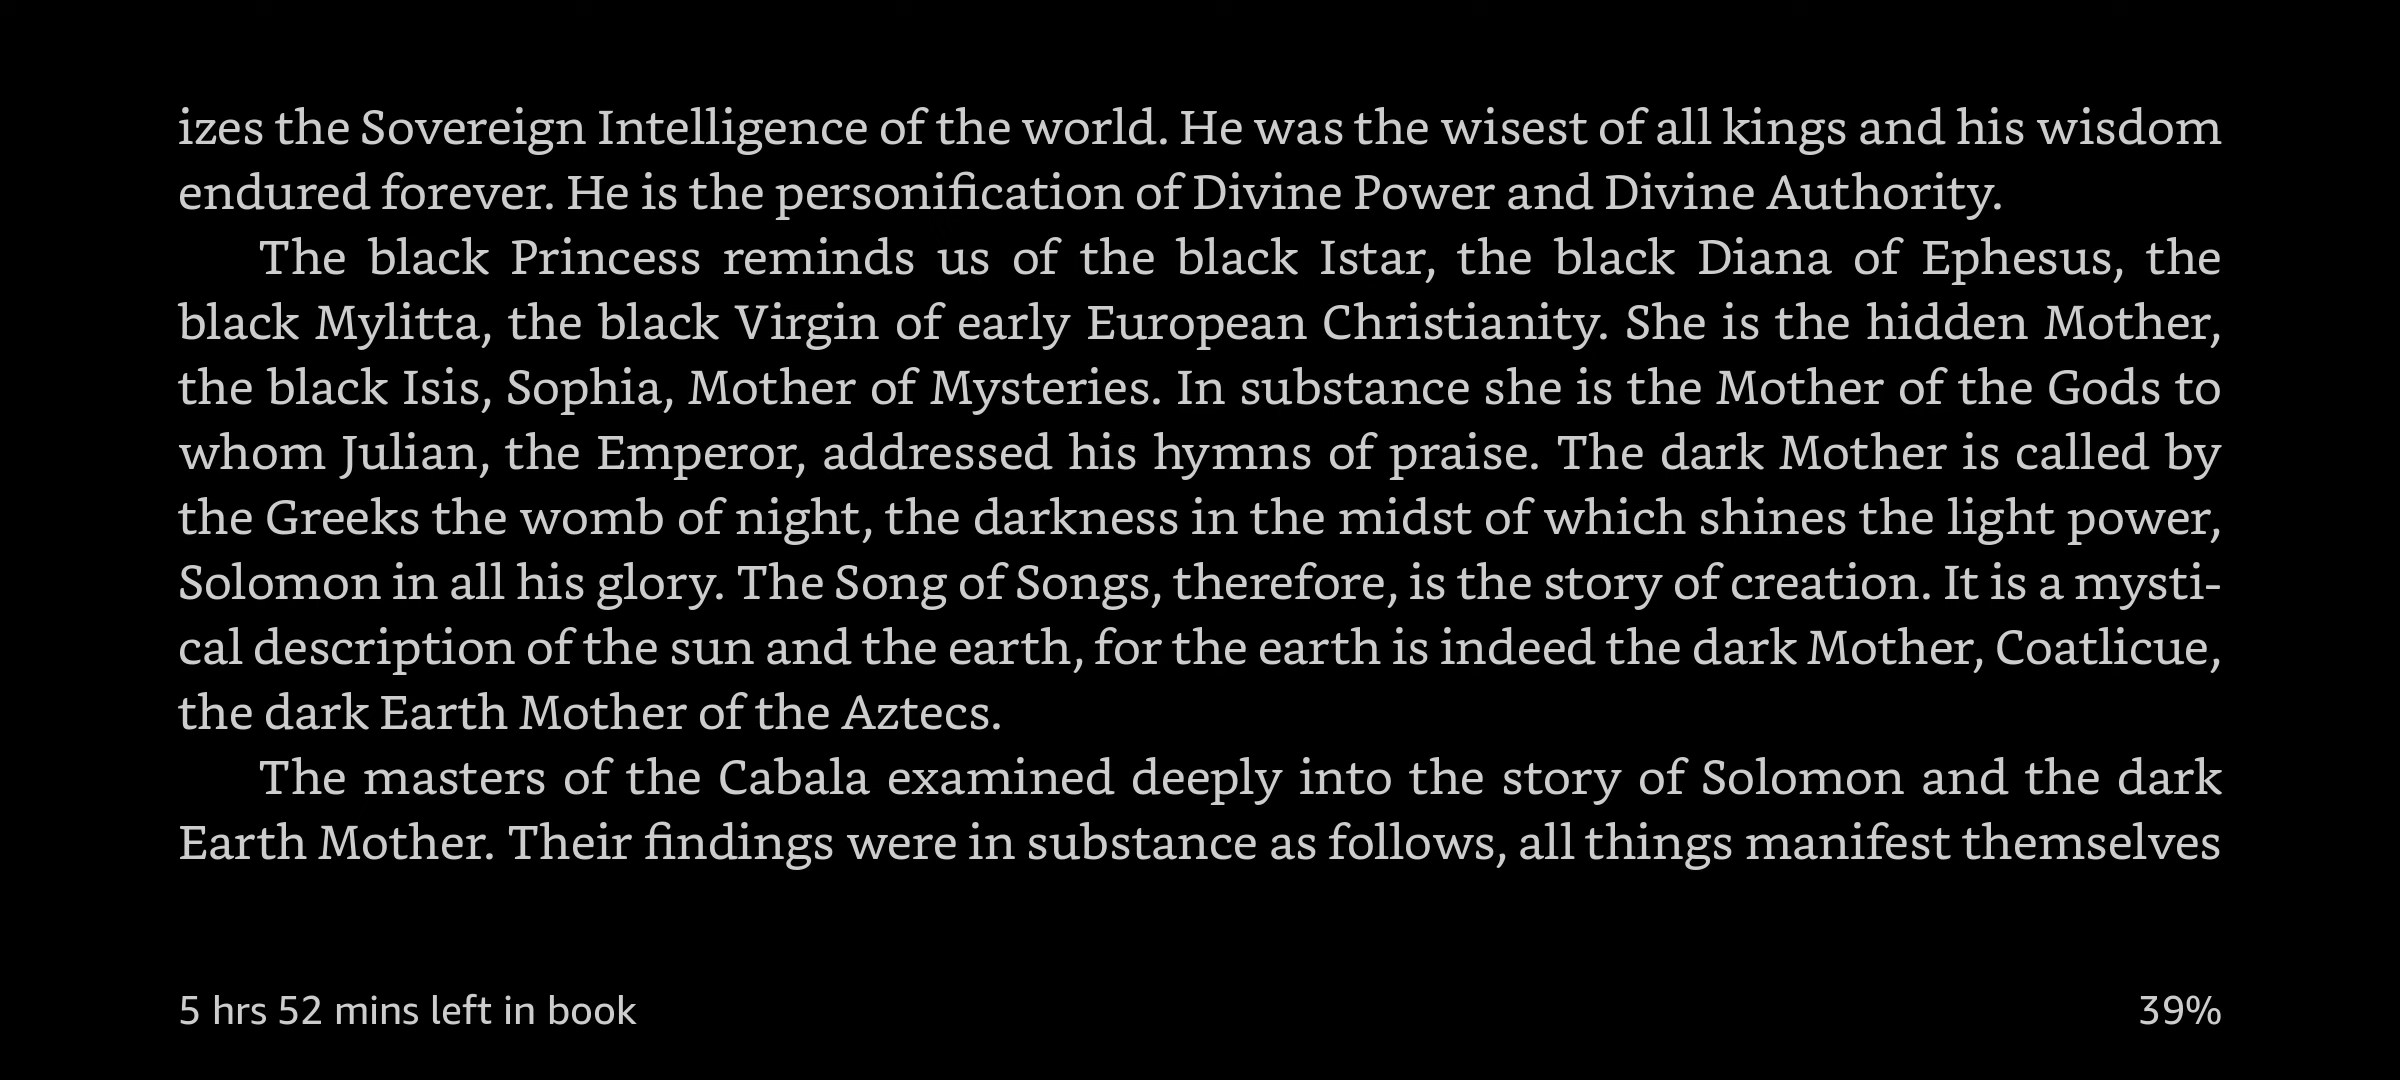 izes the Sovereign Intelligence of the world. He was the wisest of all kings and his wisdom
endured forever. He is the personification of Divine Power and Divine Authority.
The black Princess reminds us of the black Istar, the black Diana of Ephesus, the
black Mylitta, the black Virgin of early European Christianity. She is the hidden Mother,
the black Isis, Sophia, Mother of Mysteries. In substance she is the Mother of the Gods to
whom Julian, the Emperor, addressed his hymns of praise. The dark Mother is called by
the Greeks the womb of night, the darkness in the midst of which shines the light power,
Solomon in all his glory. The Song of Songs, therefore, is the story of creation. It is a mysti-
cal description of the sun and the earth, for the earth is indeed the dark Mother, Coatlicue,
the dark Earth Mother of the Aztecs.
The masters of the Cabala examined deeply into the story of Solomon and the dark
Earth Mother. Their findings were in substance as follows, all things manifest themselves
5 hrs 52 mins left in book
39%